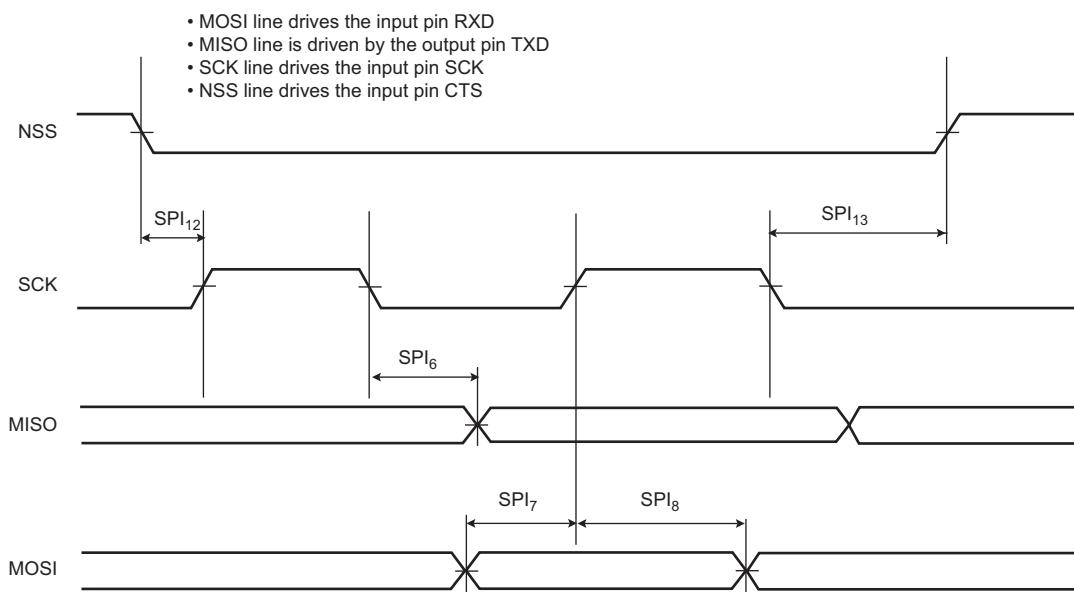 • MOSI line drives the input pin RXD
• MISO line is driven by the output pin TXD
• SCK line drives the input pin SCK
• NSS line drives the input pin CTS
NSS
SPI₁₂
SPI₁₃
SCK
SPI₆
MISO
SPI₇
SPI₈
MOSI